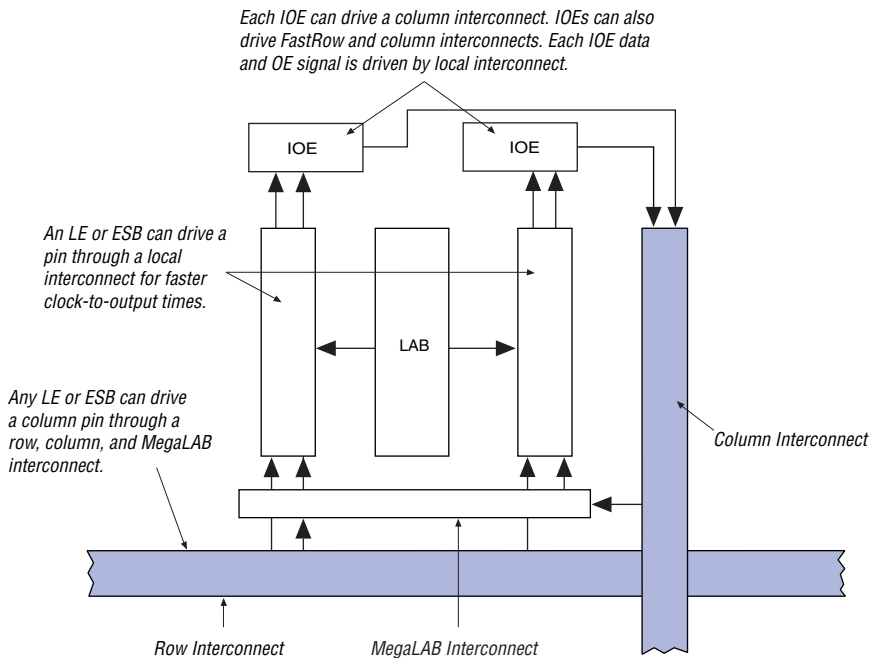 Each IOE can drive a column interconnect. IOEs can also
drive FastRow and column interconnects. Each IOE data
and OE signal is driven by local interconnect.
IOE
IOE
An LE or ESB can drive a
pin through a local
interconnect for faster
clock-to-output times.
LAB
Any LE or ESB can drive
a column pin through a
row, column, and MegaLAB
interconnect.
Column Interconnect
Row Interconnect
MegaLAB Interconnect